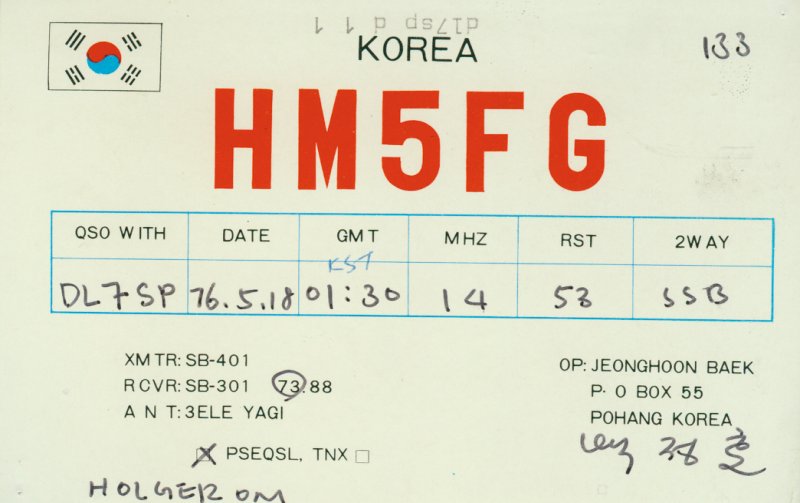 dl7sp d 1 1
KOREA
133
HM5FG
QSO WITH DATE GMT MHZ RST 2WAY
KST
DL7SP 76.5.18 01:30 14 53 SSB
XMTR: SB-401
RCVR: SB-301 73.88
ANT: 3ELE YAGI
OP: JEONGHOON BAEK
P. O BOX 55
POHANG KOREA
백정훈
PSEQSL, TNX
HOLGER OM